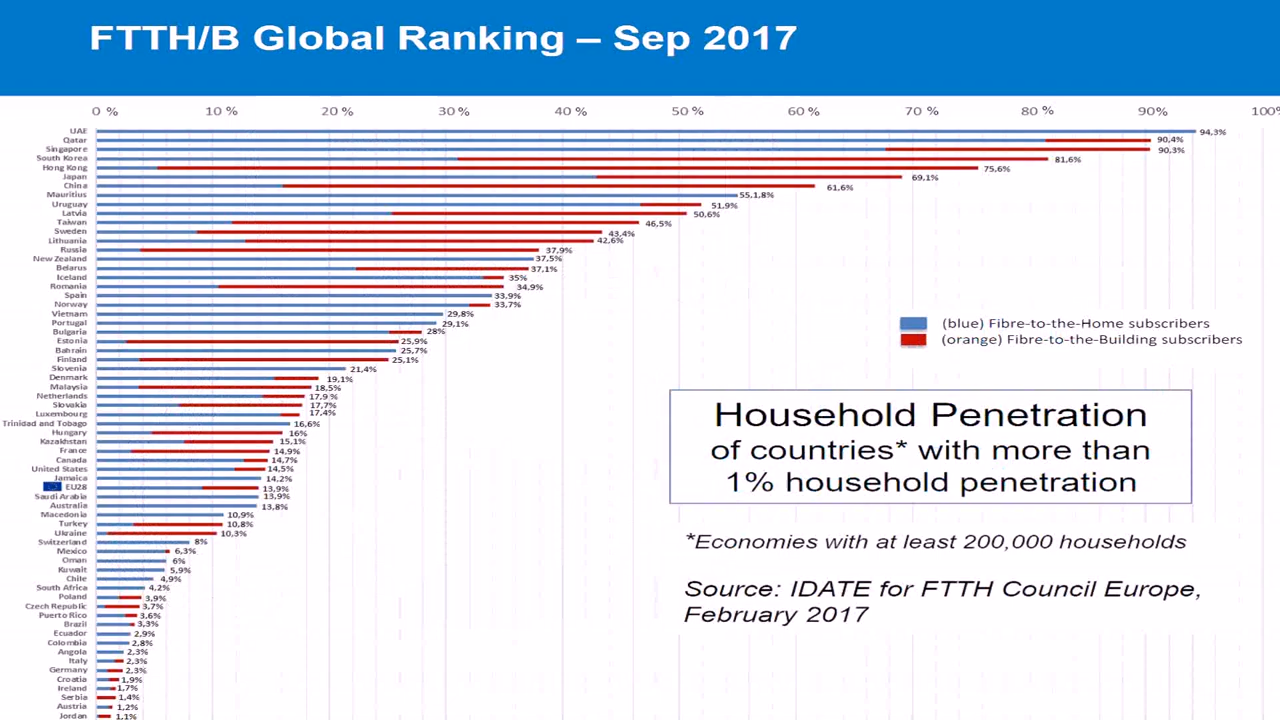 FTTH/B Global Ranking – Sep 2017
0 % 10 % 20 % 30 % 40 % 50 % 60 % 70 % 80 % 90% 100%
UAE 94,3%
Qatar 90,4%
Singapore 90,3%
South Korea 81,6%
Hong Kong 75,6%
Japan 69,1%
China 61,6%
Mauritius 55,1,8%
Uruguay 51,9%
Latvia 50,6%
Taiwan 46,5%
Sweden 43,4%
Lithuania 42,6%
Russia 37,9%
New Zealand 37,5%
Belarus 37,1%
Iceland 35%
Romania 34,9%
Spain 33,9%
Norway 33,7%
Vietnam 29,8%
Portugal 29,1%
Bulgaria 28%
Estonia 25,9%
Bahrain 25,7%
Finland 25,1%
Slovenia 21,4%
Denmark 19,1%
Malaysia 18,5%
Netherlands 17,9 %
Slovakia 17,7%
Luxembourg 17.4%
Trinidad and Tobago 16,6%
Hungary 16%
Kazakhstan 15,1%
France 14,9%
Canada 14,7%
United States 14,5%
Jamaica 14,2%
EU28 13,9%
Saudi Arabia 13,9%
Australia 13,8%
Macedonia 10,9%
Turkey 10,8%
Ukraine 10,3%
Switzerland 8%
Mexico 6,3%
Oman 6%
Kuwait 5,9%
Chile 4,9%
South Africa 4,2%
Poland 3,9%
Czech Republic 3,7%
Puerto Rico 3,6%
Brazil 3,3%
Ecuador 2,9%
Colombia 2,8%
Angola 2,3%
Italy 2,3%
Germany 2,3%
Croatia 1,9%
Ireland 1,7%
Serbia 1,4%
Austria 1,2%
Jordan 1,1%
(blue) Fibre-to-the-Home subscribers
(orange) Fibre-to-the-Building subscribers
Household Penetration
of countries* with more than
1% household penetration
*Economies with at least 200,000 households
Source: IDATE for FTTH Council Europe,
February 2017